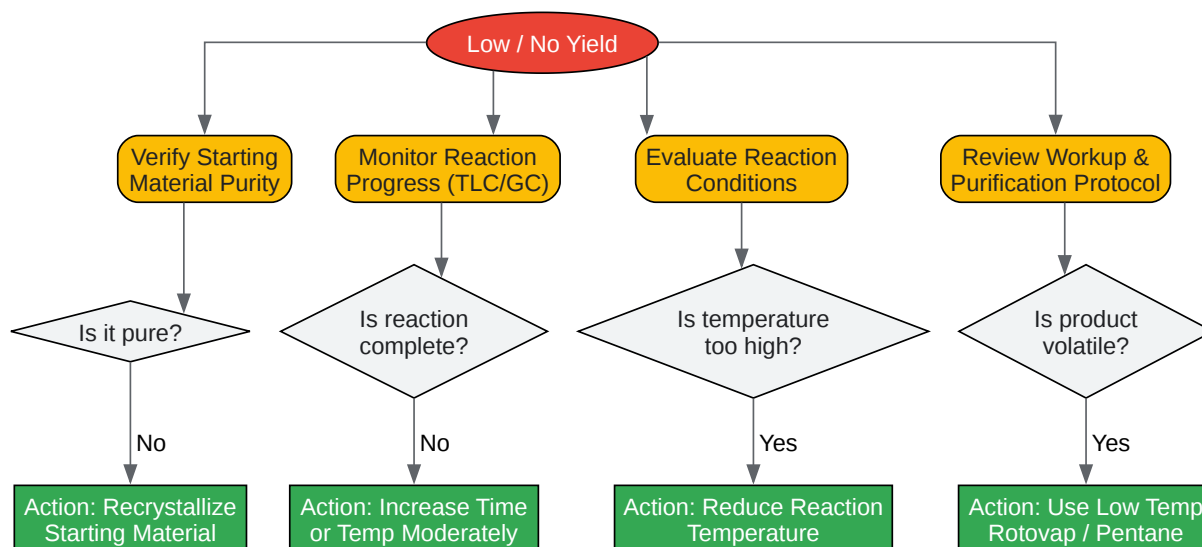 Low / No Yield
Verify Starting
Material Purity
Monitor Reaction
Progress (TLC/GC)
Evaluate Reaction
Conditions
Review Workup &
Purification Protocol
Is it pure?
Is reaction
complete?
Is temperature
too high?
Is product
volatile?
No
No
Yes
Yes
Action: Recrystallize
Starting Material
Action: Increase Time
or Temp Moderately
Action: Reduce Reaction
Temperature
Action: Use Low Temp
Rotovap / Pentane